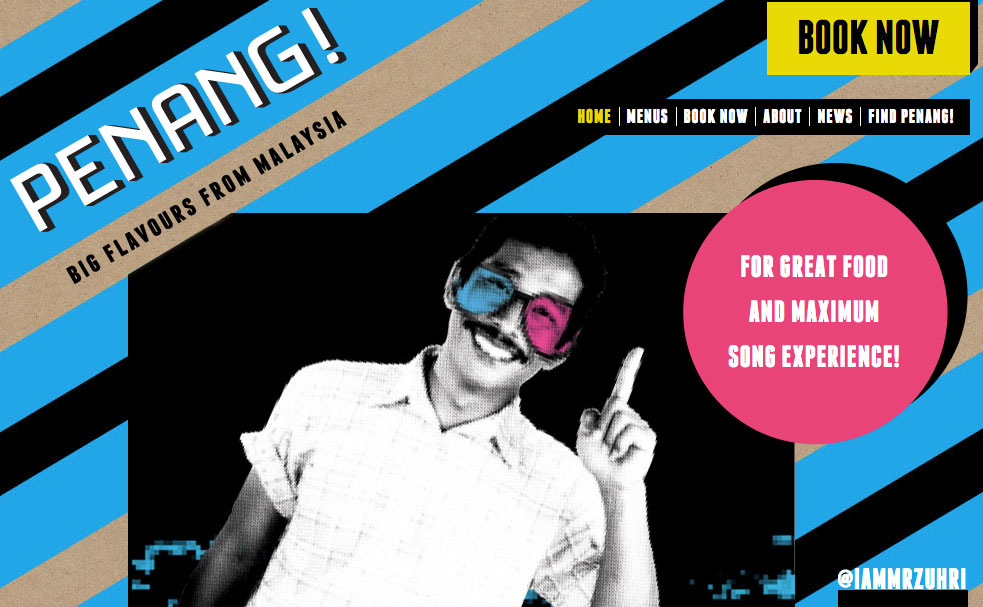 PENANG!
BIG FLAVOURS FROM MALAYSIA
BOOK NOW
HOME | MENUS | BOOK NOW | ABOUT | NEWS | FIND PENANG!
FOR GREAT FOOD
AND MAXIMUM
SONG EXPERIENCE!
@IAMMRZUHRI